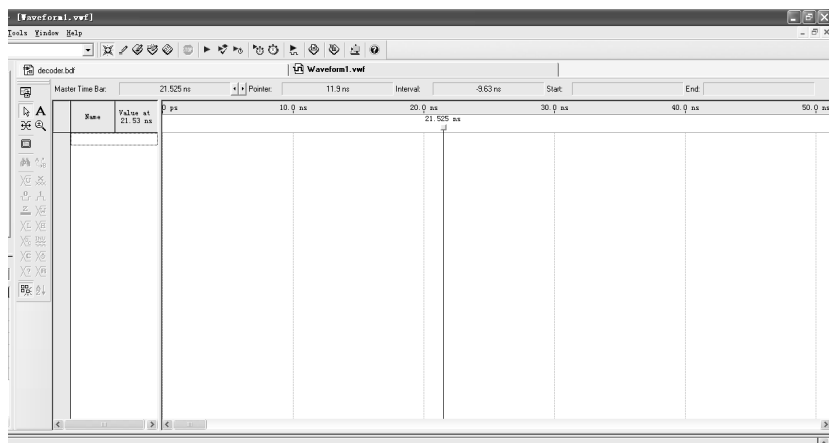 [Waveform1.vwf]
Tools Window Help
decoder.bdf
Waveform1.vwf
Master Time Bar: 21.525 ns Pointer: 11.9 ns Interval: -9.63 ns Start: End:
Name
Value at
21.53 ns
0 ps 10.0 ns 20.0 ns 30.0 ns 40.0 ns 50.0 ns
21.525 ns